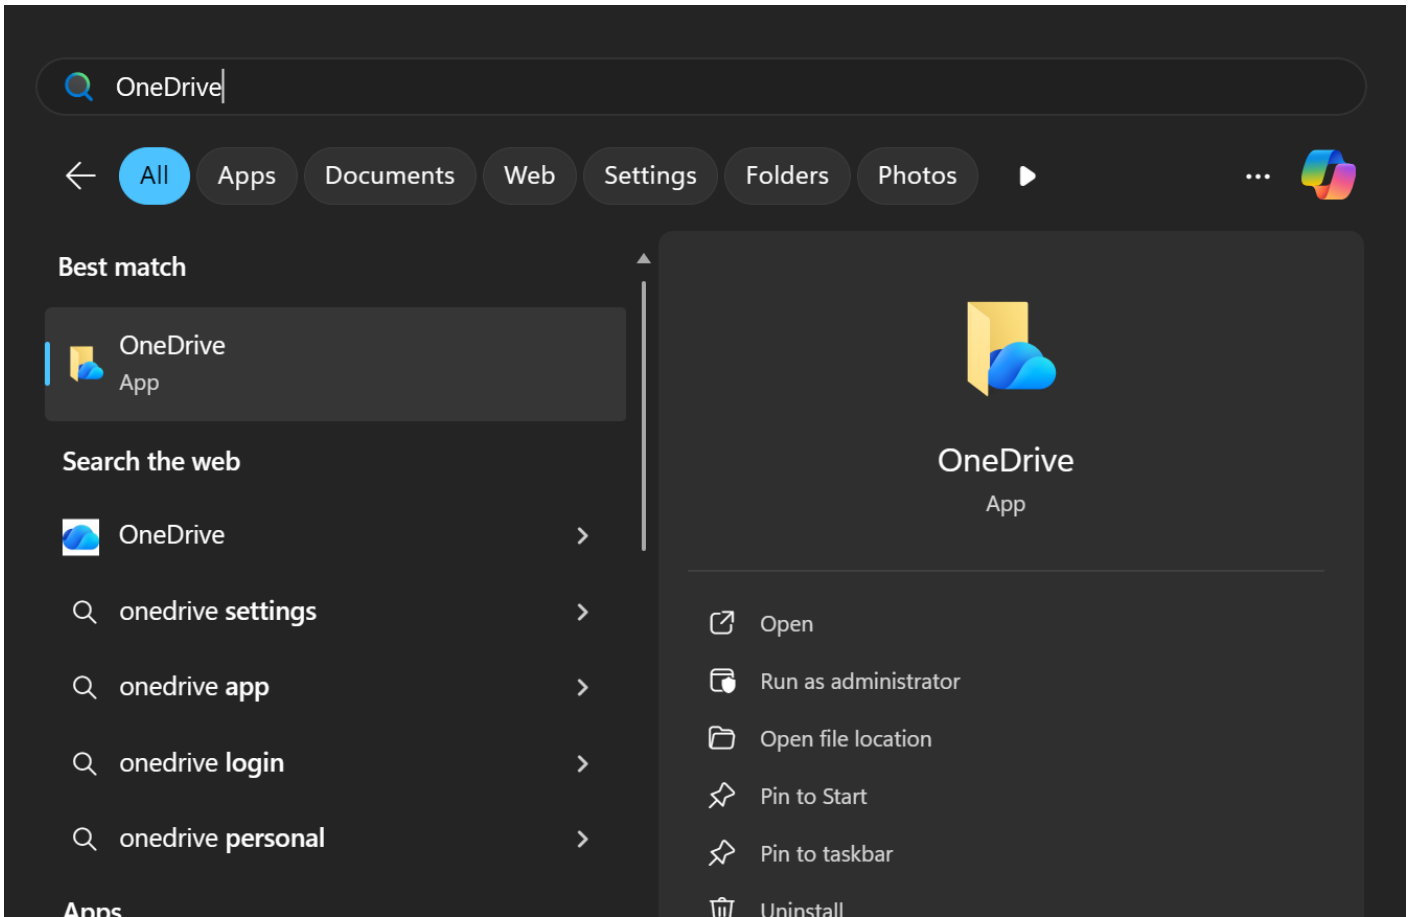 OneDrive
All
Apps
Documents
Web
Settings
Folders
Photos
Best match
OneDrive
App
Search the web
OneDrive
onedrive settings
onedrive app
onedrive login
onedrive personal
Apps
OneDrive
App
Open
Run as administrator
Open file location
Pin to Start
Pin to taskbar
Uninstall